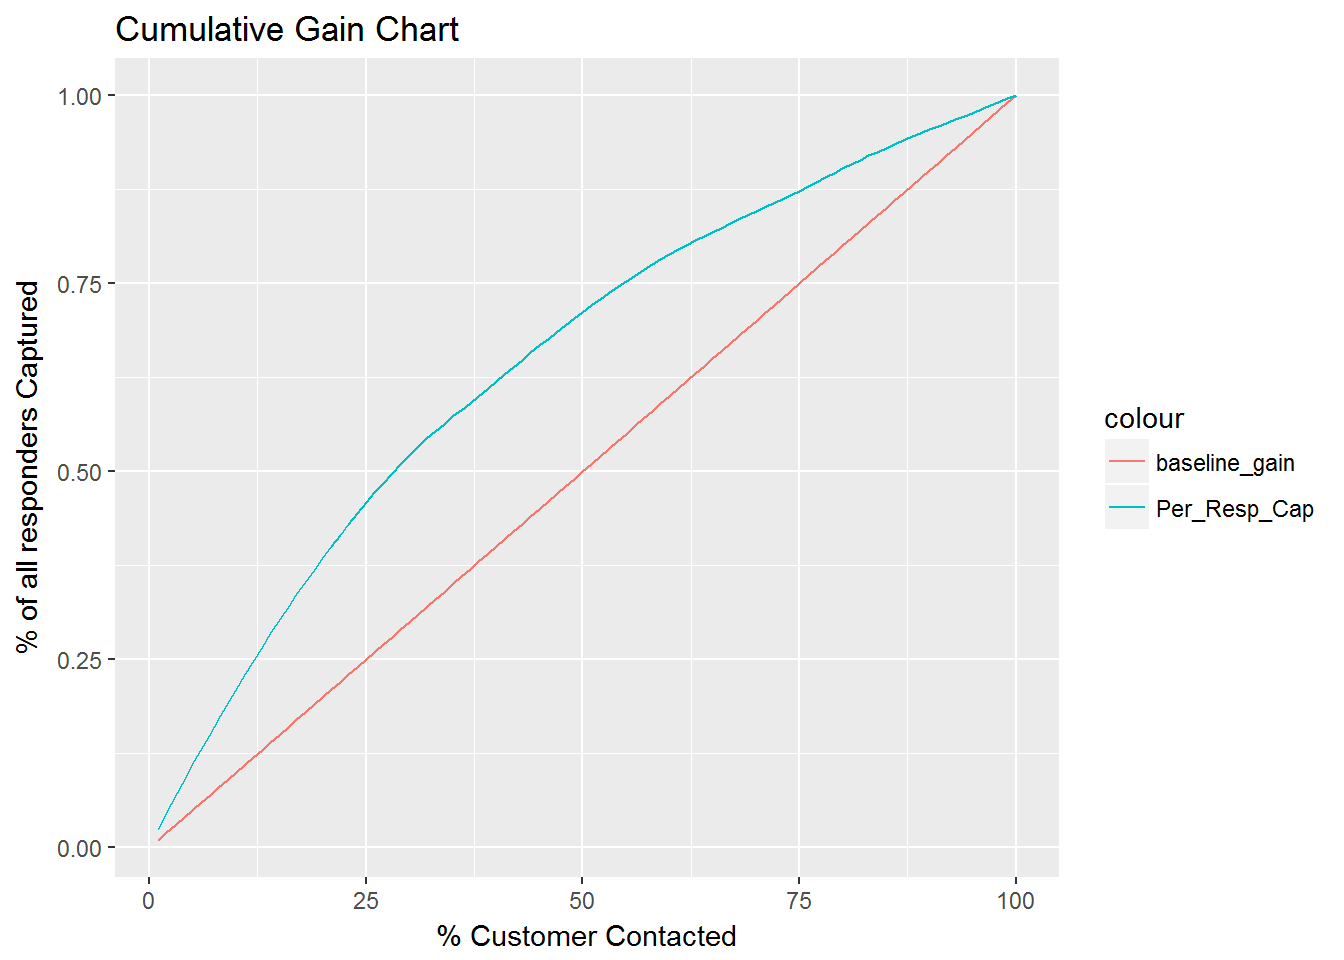 Cumulative Gain Chart
% of all responders Captured
1.00
0.75
0.50
0.25
0.00
0
25
50
75
100
% Customer Contacted
colour
baseline_gain
Per_Resp_Cap